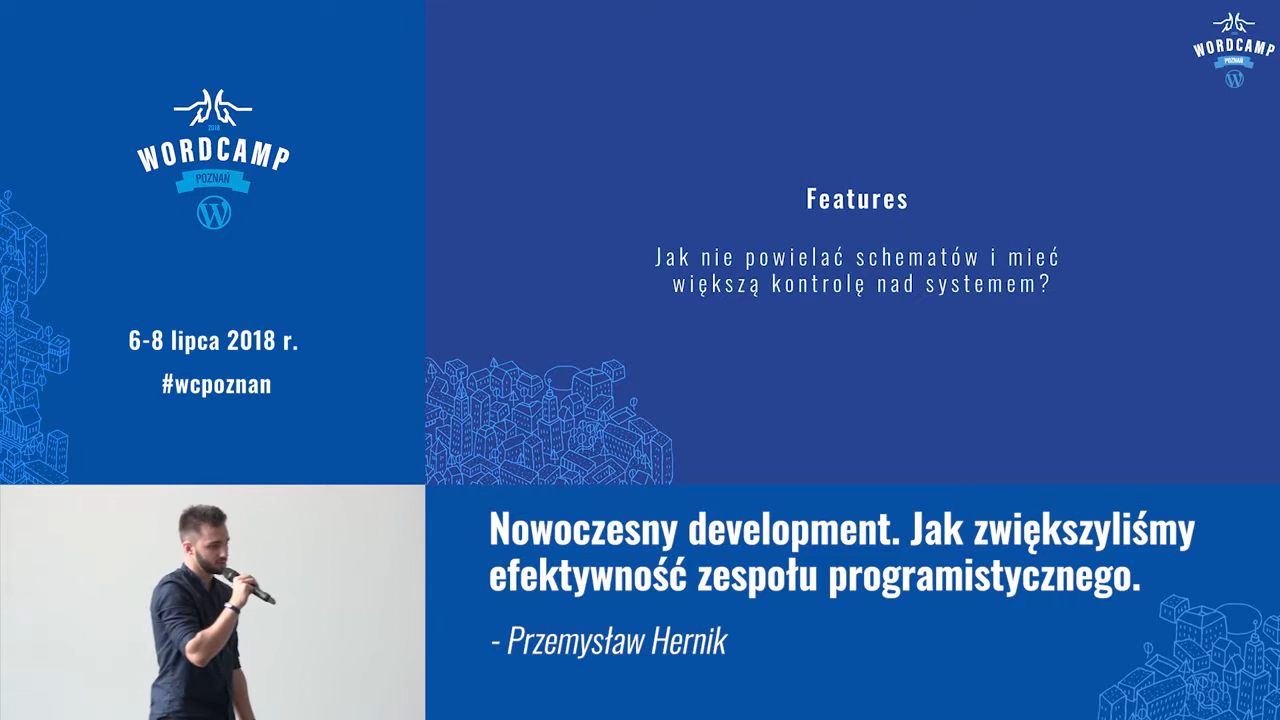 2018
WORDCAMP
POZNAŃ
6-8 lipca 2018 r.
#wcpoznan
WORDCAMP
POZNAŃ
Features
Jak nie powielać schematów i mieć
większą kontrolę nad systemem?
Nowoczesny development. Jak zwiększyliśmy
efektywność zespołu programistycznego.
- Przemysław Hernik